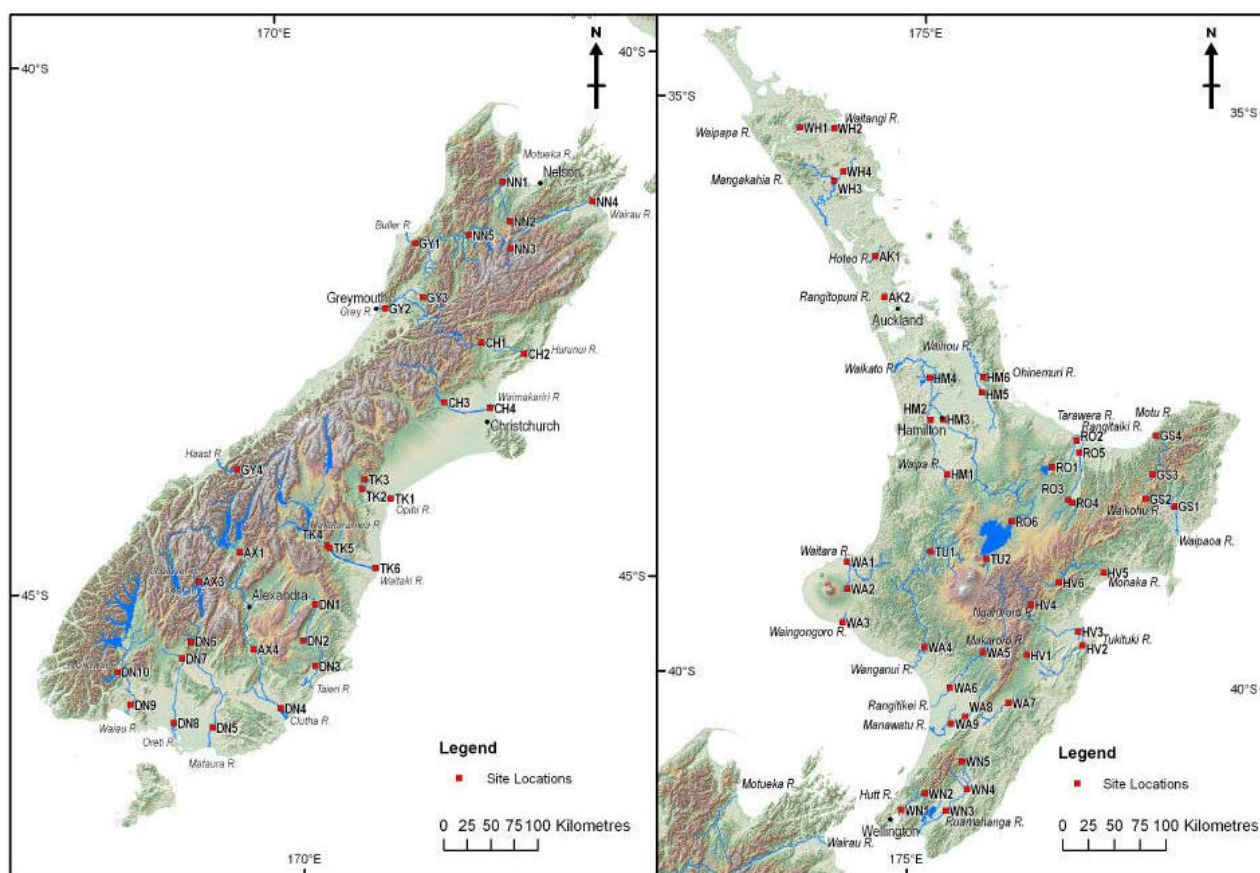 170°E
N
40°S
Motueka R.
Nelson
NN1
NN4
Wairau R.
NN2
Buller R.
NN5
GY1
NN3
Greymouth
GY3
Grey R.
GY2
CH1
CH2
Hurunui R.
CH3
Waimakariri R.
CH4
Christchurch
Haast R.
GY4
TK3
TK2
TK1
Opihi R.
TK4
TK5
AX1
TK6
Waitaki R.
AX3
45°S
Alexandra
DN1
DN6
DN2
AX4
DN7
DN3
DN10
Taieri R.
DN9
DN4
Waiau R.
Clutha R.
DN8
DN5
Oreti R.
Mataura R.
Legend
Site Locations
0 25 50 75 100 Kilometres
170°E
175°E
N
40°S
35°S
35°S
Waitangi R.
WH1
WH2
Waipapa R.
WH4
Mangakahia R.
WH3
Hoteo R.
AK1
Rangitopuni R.
AK2
Auckland
Waihou R.
Waikato R.
HM4
HM6
Ohinemuri R.
HM5
HM2
HM3
Hamilton
Tarawera R.
Motu R.
Rangitaiki R.
RO2
GS4
RO5
Waipa R.
RO1
HM1
GS3
RO3
RO4
GS2
GS1
Waikohu R.
RO6
Waipaoa R.
Waitara R.
WA1
TU1
TU2
HV5
Monaka R.
45°S
HV6
WA2
Ngaruroro R.
HV4
WA3
Waingongoro R.
HV3
Tukituki R.
Makaroro R.
HV2
WA4
WA5
HV1
Wanganui R.
40°S
40°S
WA6
Rangitikei R.
WA8
WA7
Manawatu R.
WA9
WN5
Motueka R.
Hutt R.
WN2
WN4
WN1
WN3
Ruamahanga R.
Wellington
Wairau R.
Legend
Site Locations
0 25 50 75 100 Kilometres
175°E